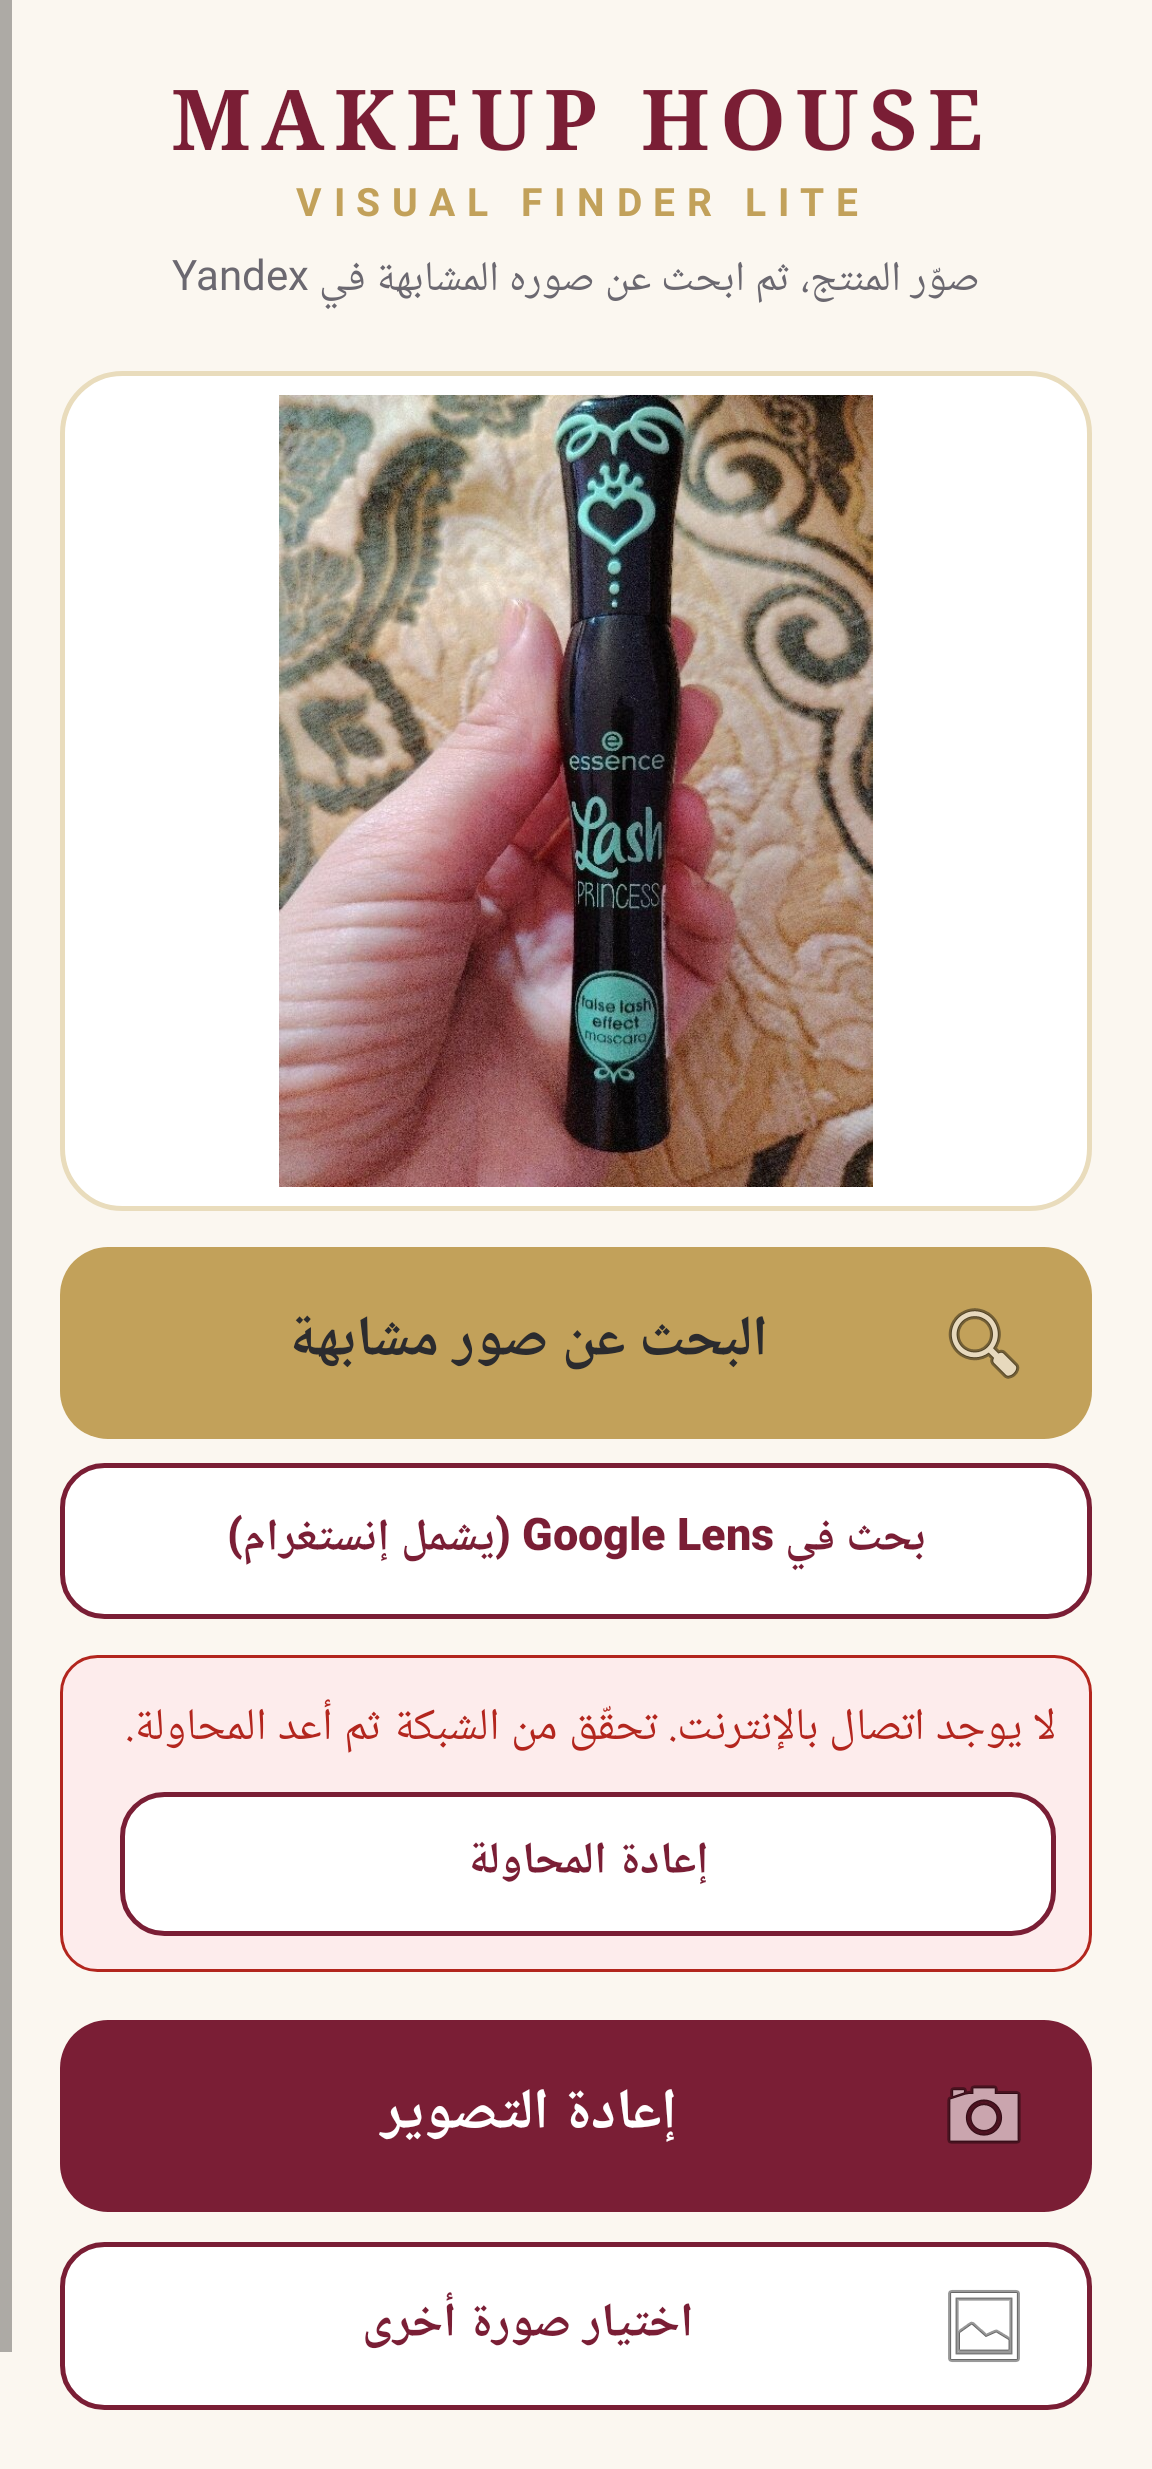 MAKEUP HOUSE
VISUAL FINDER LITE
صوّر المنتج، ثم ابحث عن صوره المشابهة في Yandex
e
essence
Lash
PRINCESS
false lash
effect
mascara
البحث عن صور مشابهة
بحث في Google Lens (يشمل إنستغرام)
لا يوجد اتصال بالإنترنت. تحقّق من الشبكة ثم أعد المحاولة.
إعادة المحاولة
إعادة التصوير
اختيار صورة أخرى